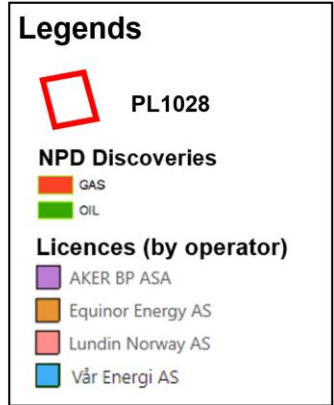 Legends
PL1028
NPD Discoveries
GAS
OIL
Licences (by operator)
AKER BP ASA
Equinor Energy AS
Lundin Norway AS
Vår Energi AS